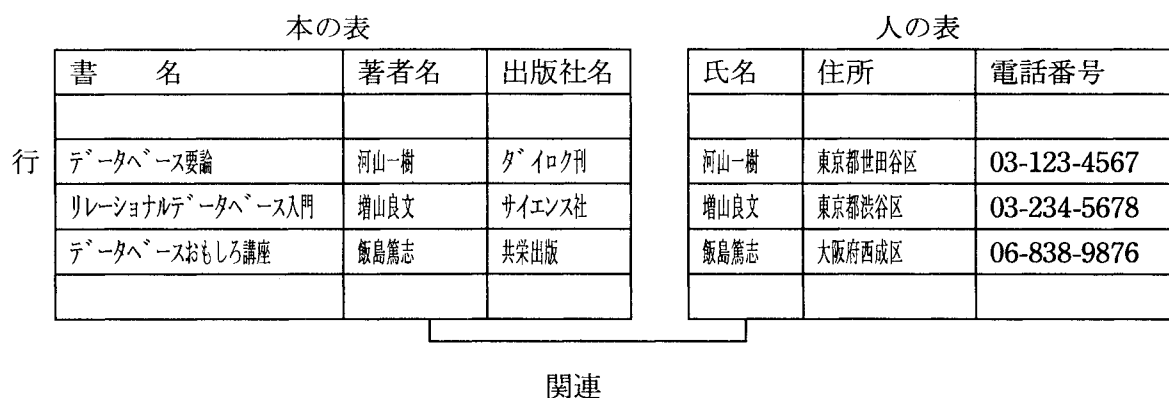 本の表 人の表
書 名 著者名 出版社名 氏名 住所 電話番号
行 データベース要論 河山一樹 ダイロク刊 河山一樹 東京都世田谷区 03-123-4567
リレーショナルデータベース入門 増山良文 サイエンス社 増山良文 東京都渋谷区 03-234-5678
データベースおもしろ講座 飯島篤志 共栄出版 飯島篤志 大阪府西成区 06-838-9876
関連